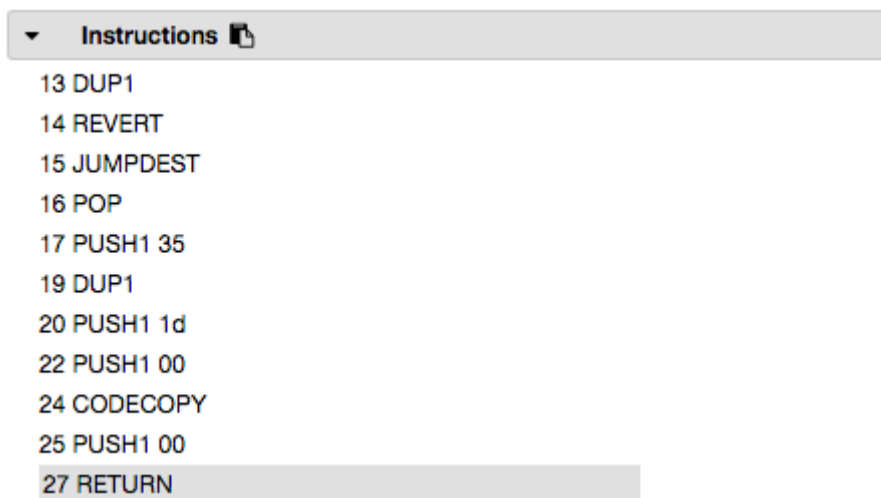 Instructions
13 DUP1
14 REVERT
15 JUMPDEST
16 POP
17 PUSH1 35
19 DUP1
20 PUSH1 1d
22 PUSH1 00
24 CODECOPY
25 PUSH1 00
27 RETURN